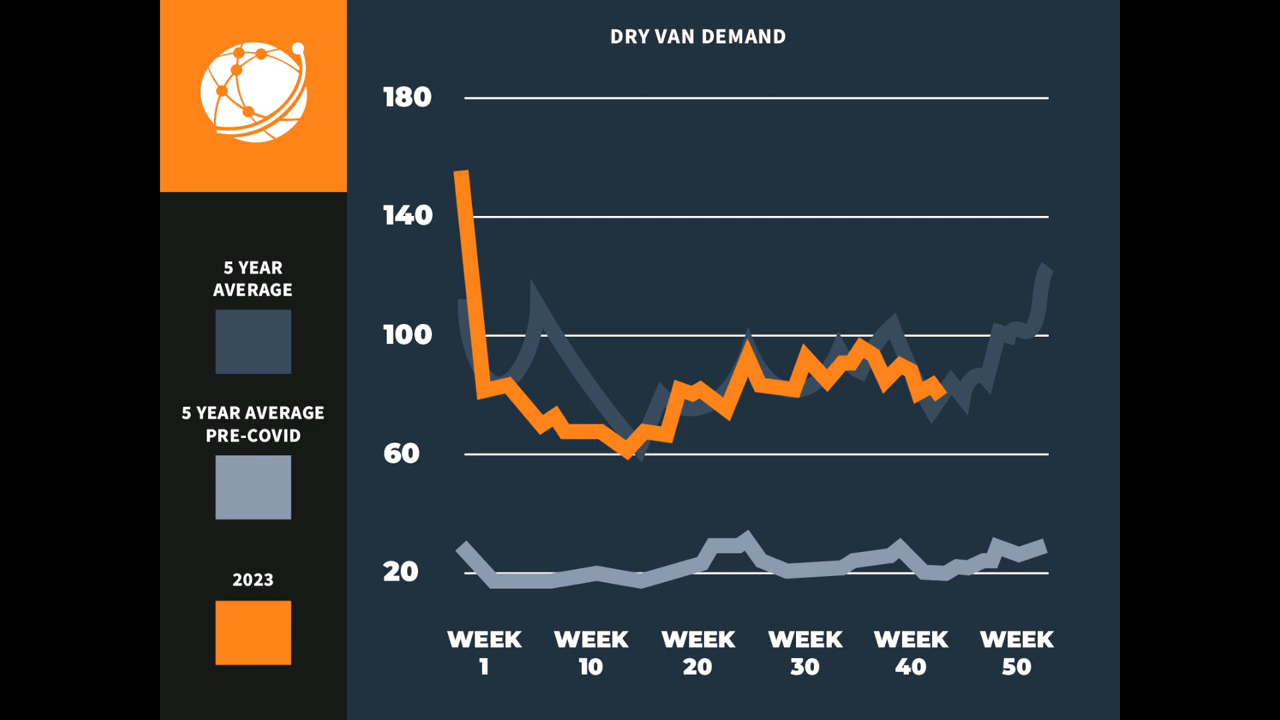 DRY VAN DEMAND
5 YEAR
AVERAGE
5 YEAR AVERAGE
PRE-COVID
2023
180
140
100
60
20
WEEK
1
WEEK
10
WEEK
20
WEEK
30
WEEK
40
WEEK
50